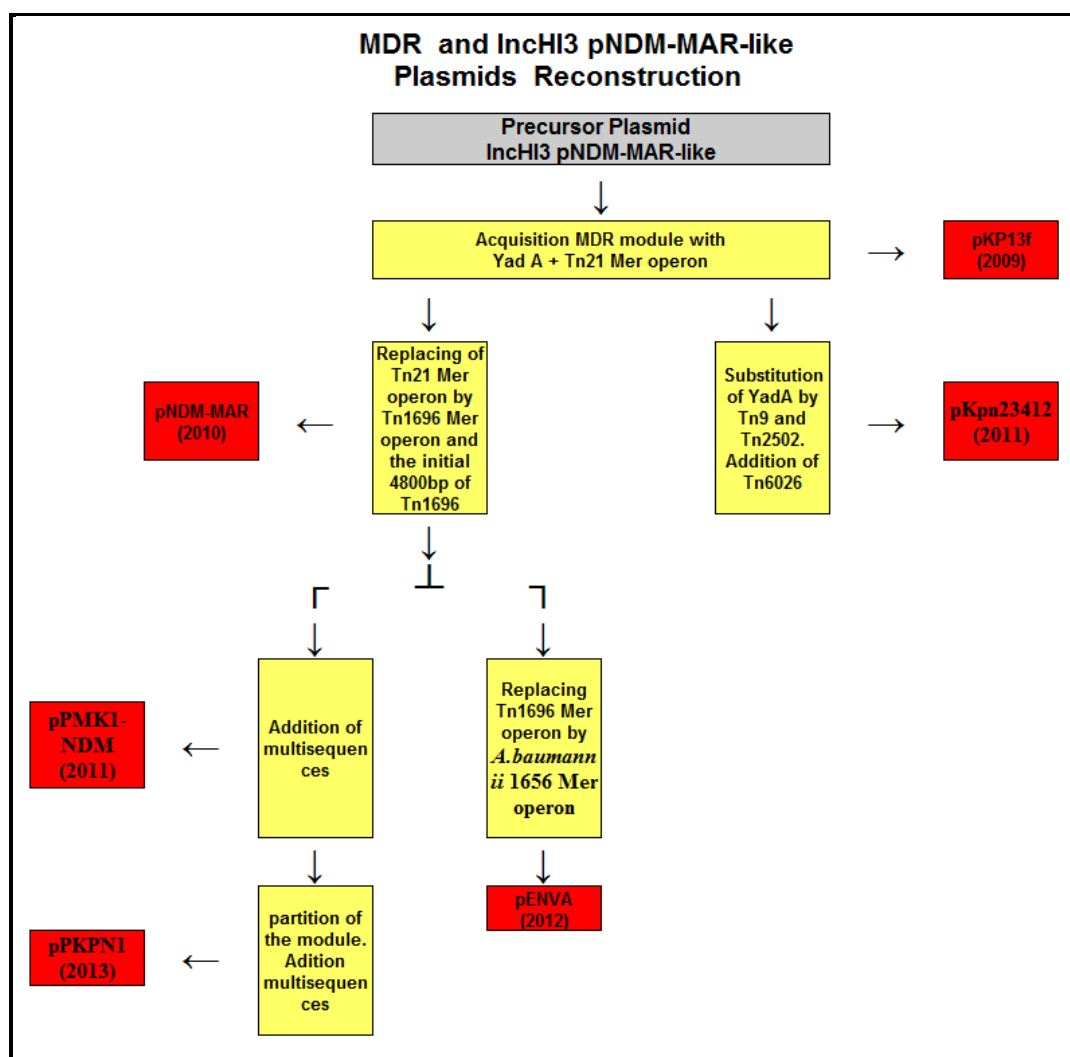 MDR and IncHI3 pNDM-MAR-like
Plasmids Reconstruction
Precursor Plasmid
IncHI3 pNDM-MAR-like
Acquisition MDR module with
Yad A + Tn21 Mer operon
pKP13f
(2009)
Replacing of
Tn21 Mer
operon by
Tn1696 Mer
operon and
the initial
4800bp of
Tn1696
pNDM-MAR
(2010)
Substitution
of YadA by
Tn9 and
Tn2502.
Addition of
Tn6026
pKpn23412
(2011)
Addition of
multisequen
ces
pPMK1-
NDM
(2011)
Replacing
Tn1696 Mer
operon by
A.baumann
ii 1656 Mer
operon
pENVA
(2012)
partition of
the module.
Adition
multisequen
ces
pPKPN1
(2013)